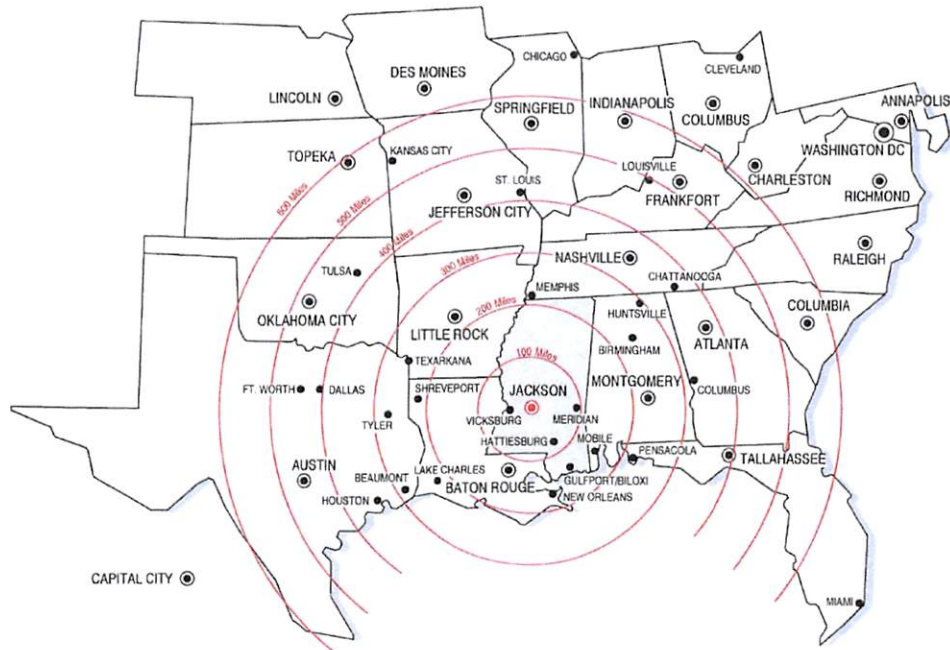 CHICAGO
CLEVELAND
DES MOINES
LINCOLN
SPRINGFIELD
INDIANAPOLIS
COLUMBUS
ANNAPOLIS
WASHINGTON DC
TOPEKA
KANSAS CITY
LOUISVILLE
CHARLESTON
ST. LOUIS
FRANKFORT
RICHMOND
JEFFERSON CITY
600 Miles
500 Miles
400 Miles
300 Miles
200 Miles
100 Miles
RALEIGH
NASHVILLE
TULSA
CHATTANOOGA
MEMPHIS
OKLAHOMA CITY
HUNTSVILLE
COLUMBIA
LITTLE ROCK
ATLANTA
BIRMINGHAM
TEXARKANA
FT. WORTH
DALLAS
SHREVEPORT
JACKSON
MONTGOMERY
COLUMBUS
TYLER
VICKSBURG
MERIDIAN
HATTIESBURG
MOBILE
PENSACOLA
TALLAHASSEE
AUSTIN
BEAUMONT
LAKE CHARLES
BATON ROUGE
GULFPORT/BILOXI
HOUSTON
NEW ORLEANS
CAPITAL CITY
MIAMI